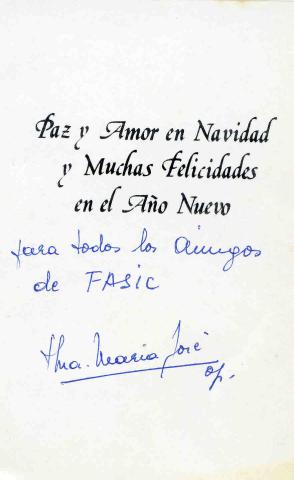 Paz y Amor en Navidad
y Muchas Felicidades
en el Año Nuevo
para todos los amigos
de FASIC
Hna. María José
op.